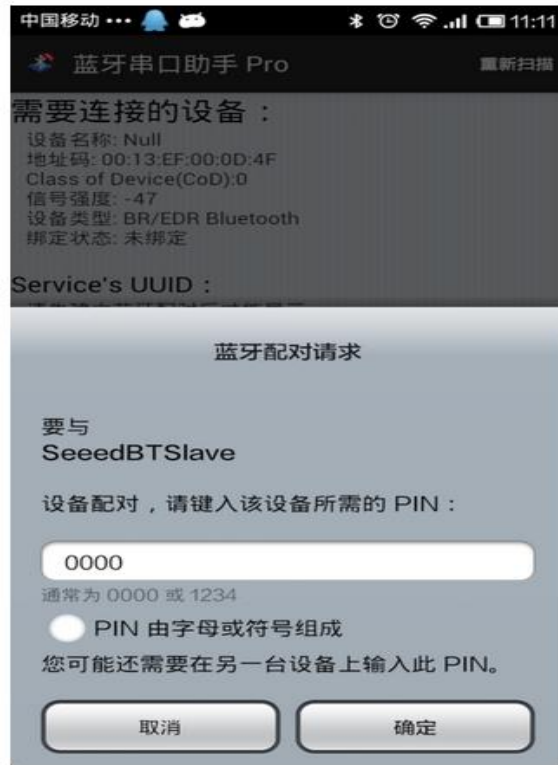 中国移动 ••• 11:11
蓝牙串口助手 Pro 重新扫描
需要连接的设备：
设备名称: Null
地址码: 00:13:EF:00:0D:4F
Class of Device(CoD):0
信号强度: -47
设备类型: BR/EDR Bluetooth
绑定状态: 未绑定
Service's UUID：
蓝牙配对请求
要与
SeeedBTSlave
设备配对，请键入该设备所需的 PIN：
0000
通常为 0000 或 1234
PIN 由字母或符号组成
您可能还需要在另一台设备上输入此 PIN。
取消 确定